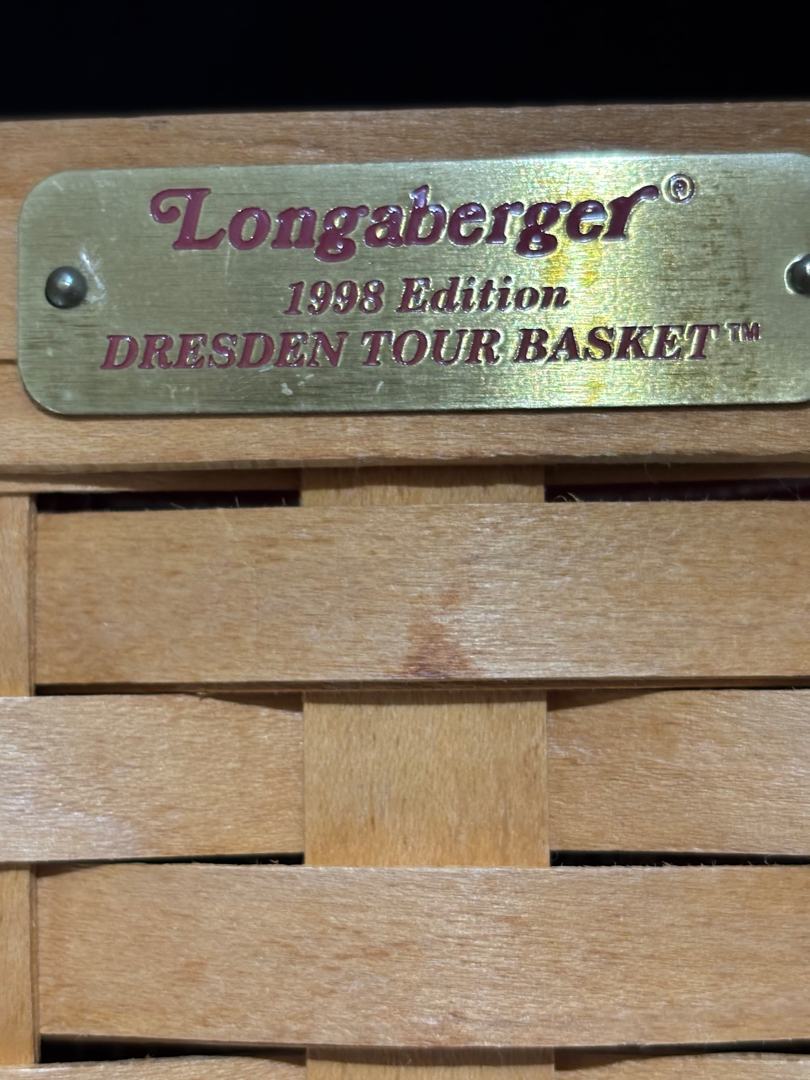 Longaberger®
1998 Edition
DRESDEN TOUR BASKET™